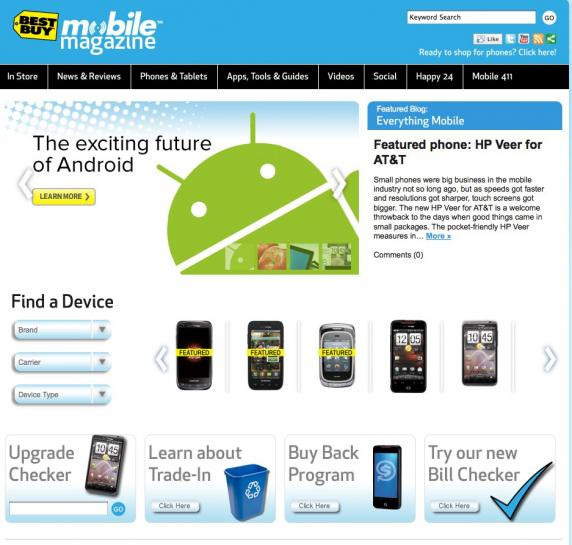 BEST BUY
mobile™
magazine
Keyword Search
GO
Like
Ready to shop for phones? Click here!
In Store
News & Reviews
Phones & Tablets
Apps, Tools & Guides
Videos
Social
Happy 24
Mobile 411
The exciting future
of Android
LEARN MORE
Featured Blog:
Everything Mobile
Featured phone: HP Veer for
AT&T
Small phones were big business in the mobile
industry not so long ago, but as speeds got faster
and resolutions got sharper, touch screens got
bigger. The new HP Veer for AT&T is a welcome
throwback to the days when good things came in
small packages. The pocket-friendly HP Veer
measures in… More »
Comments (0)
Find a Device
Brand
Carrier
Device Type
FEATURED
FEATURED
FEATURED
12:05
10:45
Upgrade
Checker
10:45
GO
Learn about
Trade-In
Click Here
Buy Back
Program
Click Here
Try our new
Bill Checker
Click Here